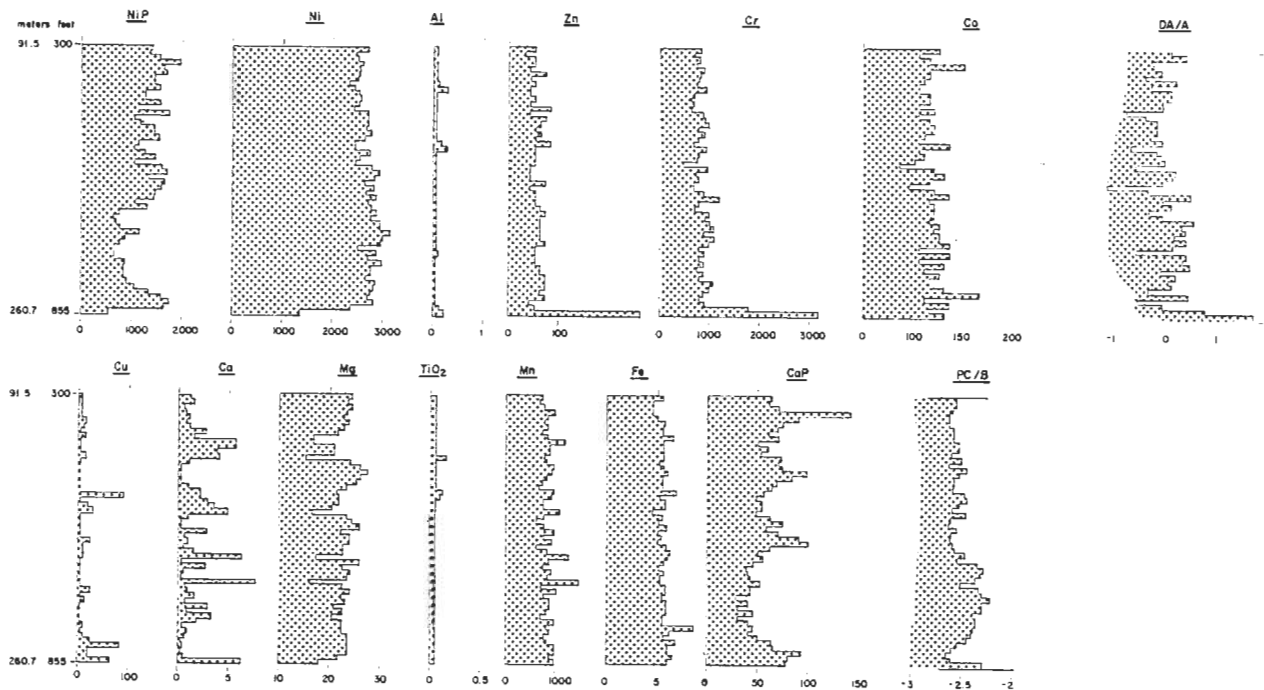 NiP Ni Al Zn Cr Co DA/A
meters feet
91.5 300
260.7 855
0 1000 2000 0 1000 2000 3000 0 1 0 100 0 1000 2000 3000 0 50 100 150 200 -1 0 1
Cu Ca Mg TiO2 Mn Fe CaP PC/B
91.5 300
260.7 855
0 100 0 5 10 20 30 0 0.5 0 1000 0 5 0 50 100 150 -3 -2.5 -2